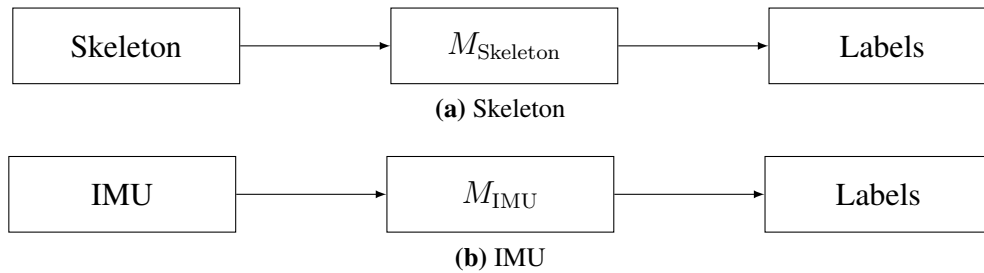 Skeleton M_Skeleton Labels
(a) Skeleton
IMU M_IMU Labels
(b) IMU